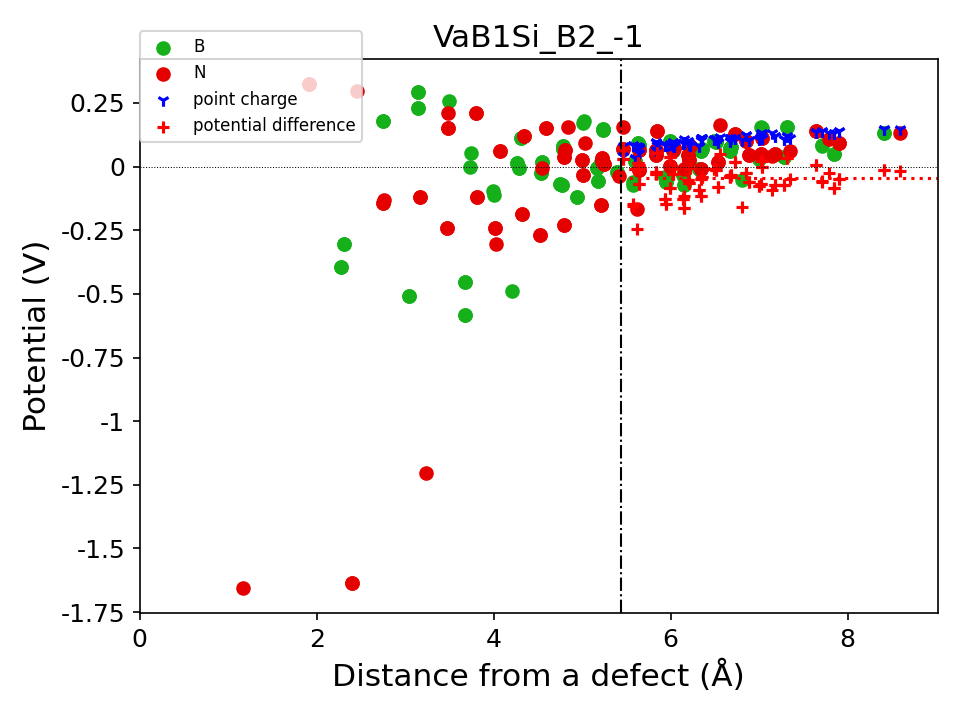 VaB1Si_B2_-1
B
N
point charge
potential difference
0.25
0
-0.25
-0.5
-0.75
-1
-1.25
-1.5
-1.75
Potential (V)
0 2 4 6 8
Distance from a defect (Å)